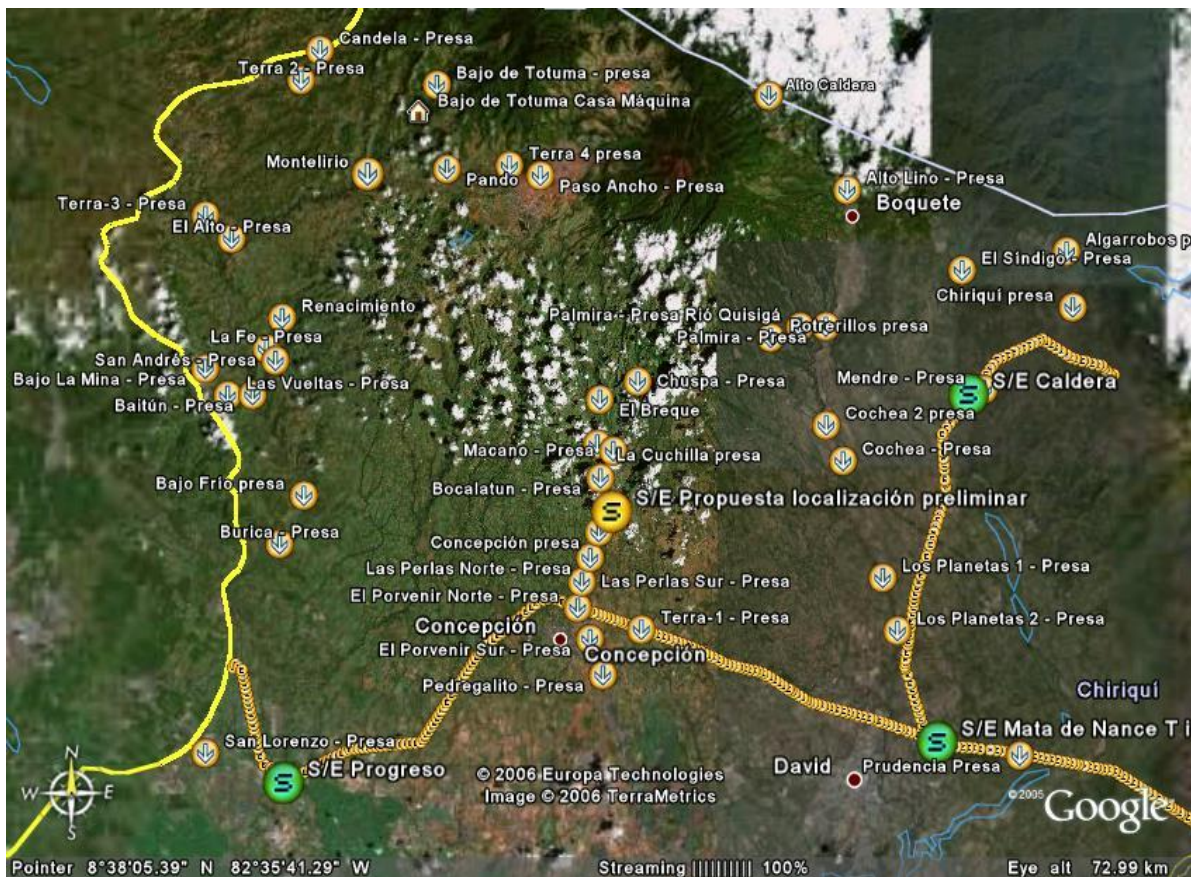 Candela - Presa
Terra 2 - Presa
Bajo de Totuma - presa
Alto Caldera
Bajo de Totuma Casa Máquina
Montelirio
Terra 4 presa
Pando
Paso Ancho - Presa
Alto Lino - Presa
Boquete
Terra-3 - Presa
El Alto - Presa
Algarrobos p
El Síndigo - Presa
Chiriquí presa
Renacimiento
Palmira - Presa Rió Quisigá
Potrerillos presa
La Fe - Presa
Palmira - Presa
San Andrés - Presa
Bajo La Mina - Presa
Las Vueltas - Presa
Chuspa - Presa
Mendre - Presa
S/E Caldera
Baitún - Presa
El Breque
Cochea 2 presa
Macano - Presa
La Cuchilla presa
Cochea - Presa
Bajo Frío presa
Bocalatun - Presa
S/E Propuesta localización preliminar
Burica - Presa
Concepción presa
Las Perlas Norte - Presa
Las Perlas Sur - Presa
Los Planetas 1 - Presa
El Porvenir Norte - Presa
Terra-1 - Presa
Los Planetas 2 - Presa
Concepción
El Porvenir Sur - Presa
Concepción
Pedregalito - Presa
Chiriquí
S/E Mata de Nance T i
San Lorenzo - Presa
S/E Progreso
© 2006 Europa Technologies
Image © 2006 TerraMetrics
David
Prudencia Presa
N
W E
S
©2005 Google
Pointer 8°38'05.39" N 82°35'41.29" W Streaming |||||||||| 100% Eye alt 72.99 km